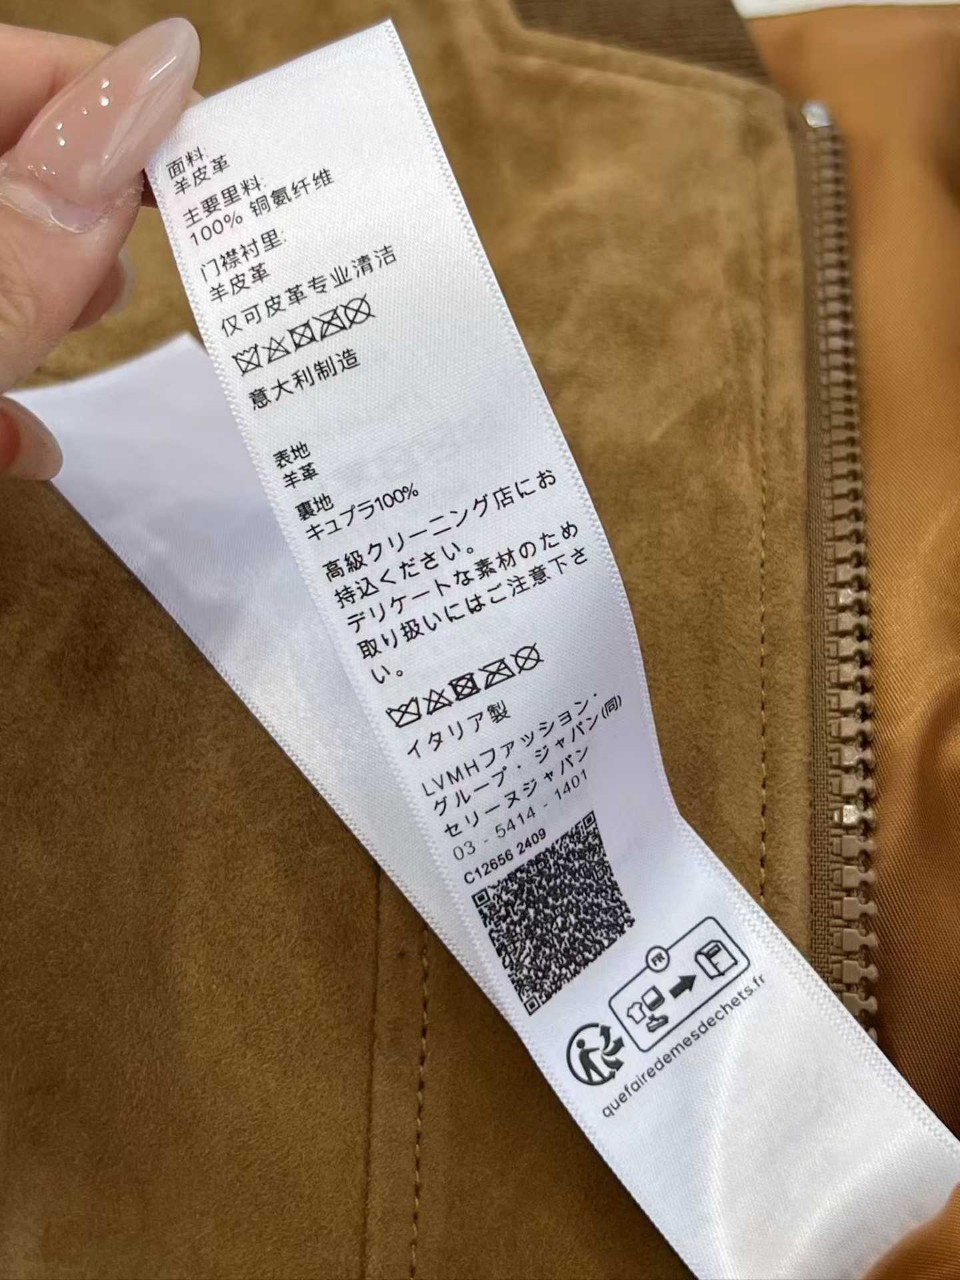 面料:
羊皮革
主要里料:
100% 铜氨纤维
门襟衬里:
羊皮革
仅可皮革专业清洁
意大利制造
表地
羊革
裏地
キュプラ100%
高級クリーニング店にお
持込ください。
デリケートな素材のため
取り扱いにはご注意下さ
い。
イタリア製
LVMHファッション・
グループ・ジャパン(同)
セリーヌジャパン
03 - 5414 - 1401
C12656 2409
FR
quefairedemesdechets.fr